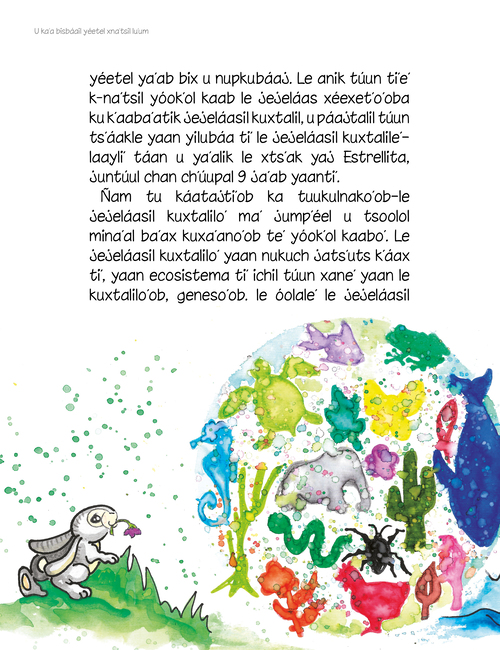 U ka'a bisbáail yéetel xna'tsil lu'um
yéetel ya'ab bix u nupkubáaj. Le anik túun ti'e'
k-na'tsil yóok'ol kaab le jejeláas xéexet'o'oba
ku k'aaba'atik jejeláasil kuxtalil, u páajtalil túun
ts'áakle yaan yilubáa ti' le jejeláasil kuxtalile'–
laayli' táan u ya'alik le xts'ak yaj Estrellita,
juntúul chan ch'úupal 9 ja'ab yaanti'.
Ñam tu káatajti'ob ka tuukulnako'ob–le
jejeláasil kuxtalilo' ma' jump'éel u tsoolol
mina'al ba'ax kuxa'ano'ob te' yóok'ol kaabo'. Le
jejeláasil kuxtalilo' yaan nukuch jats'uts k'áax
ti', yaan ecosistema ti' ichil túun xane' yaan le
kuxtalilo'ob, geneso'ob. le óolale' le jejeláasil